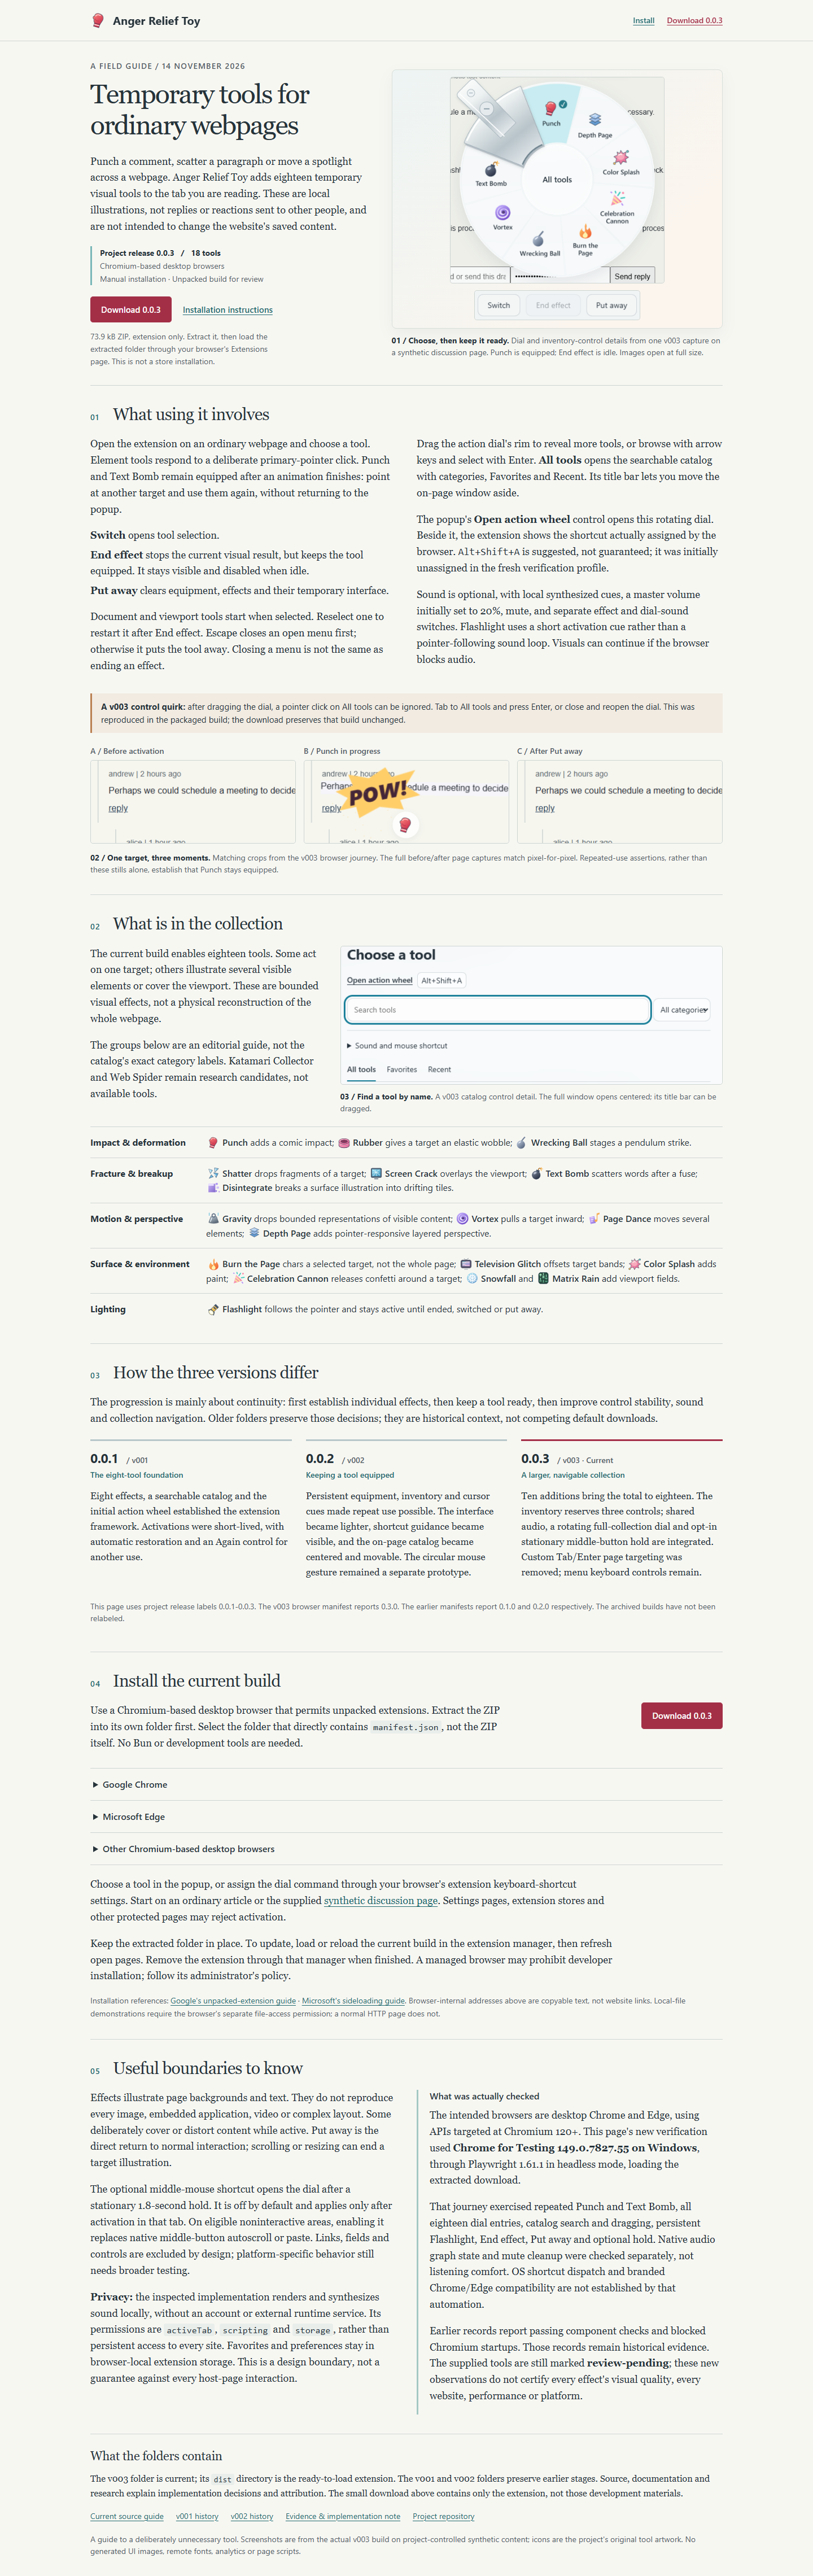 Anger Relief Toy
Install
Download 0.0.3
A FIELD GUIDE / 14 NOVEMBER 2026
Temporary tools for
ordinary webpages
Punch a comment, scatter a paragraph or move a spotlight
across a webpage. Anger Relief Toy adds eighteen temporary
visual tools to the tab you are reading. These are local
illustrations, not replies or reactions sent to other people, and
are not intended to change the website's saved content.
Project release 0.0.3 / 18 tools
Chromium-based desktop browsers
Manual installation · Unpacked build for review
Download 0.0.3
Installation instructions
73.9 kB ZIP, extension only. Extract it, then load the
extracted folder through your browser's Extensions
page. This is not a store installation.
Punch
Depth Page
Color Splash
Celebration
Cannon
Burn the
Page
Wrecking Ball
Vortex
Text Bomb
All tools
cessary.
Send reply
Switch
End effect
Put away
01 / Choose, then keep it ready. Dial and inventory-control details from one v003 capture on
a synthetic discussion page. Punch is equipped; End effect is idle. Images open at full size.
01 What using it involves
Open the extension on an ordinary webpage and choose a tool.
Element tools respond to a deliberate primary-pointer click. Punch
and Text Bomb remain equipped after an animation finishes: point
at another target and use them again, without returning to the
popup.
Switch opens tool selection.
End effect stops the current visual result, but keeps the tool
equipped. It stays visible and disabled when idle.
Put away clears equipment, effects and their temporary interface.
Document and viewport tools start when selected. Reselect one to
restart it after End effect. Escape closes an open menu first;
otherwise it puts the tool away. Closing a menu is not the same as
ending an effect.
Drag the action dial's rim to reveal more tools, or browse with arrow
keys and select with Enter. All tools opens the searchable catalog
with categories, Favorites and Recent. Its title bar lets you move the
on-page window aside.
The popup's Open action wheel control opens this rotating dial.
Beside it, the extension shows the shortcut actually assigned by the
browser. Alt+Shift+A is suggested, not guaranteed; it was initially
unassigned in the fresh verification profile.
Sound is optional, with local synthesized cues, a master volume
initially set to 20%, mute, and separate effect and dial-sound
switches. Flashlight uses a short activation cue rather than a
pointer-following sound loop. Visuals can continue if the browser
blocks audio.
A v003 control quirk: after dragging the dial, a pointer click on All tools can be ignored. Tab to All tools and press Enter, or close and reopen the dial. This was
reproduced in the packaged build; the download preserves that build unchanged.
A / Before activation
andrew | 2 hours ago
Perhaps we could schedule a meeting to decide
reply
alice | 1 hour ago
B / Punch in progress
andrew | 2 hours ago
Perhaps
POW!
edule a meeting to decide
reply
alice | 1 hour ago
C / After Put away
andrew | 2 hours ago
Perhaps we could schedule a meeting to decide
reply
alice | 1 hour ago
02 / One target, three moments. Matching crops from the v003 browser journey. The full before/after page captures match pixel-for-pixel. Repeated-use assertions, rather than
these stills alone, establish that Punch stays equipped.
02 What is in the collection
The current build enables eighteen tools. Some act
on one target; others illustrate several visible
elements or cover the viewport. These are bounded
visual effects, not a physical reconstruction of the
whole webpage.
The groups below are an editorial guide, not the
catalog's exact category labels. Katamari Collector
and Web Spider remain research candidates, not
available tools.
Choose a tool
Open action wheel Alt+Shift+A
Search tools
All categories
Sound and mouse shortcut
All tools Favorites Recent
03 / Find a tool by name. A v003 catalog control detail. The full window opens centered; its title bar can be
dragged.
Impact & deformation
Punch adds a comic impact; Rubber gives a target an elastic wobble; Wrecking Ball stages a pendulum strike.
Fracture & breakup
Shatter drops fragments of a target; Screen Crack overlays the viewport; Text Bomb scatters words after a fuse;
Disintegrate breaks a surface illustration into drifting tiles.
Motion & perspective
Gravity drops bounded representations of visible content; Vortex pulls a target inward; Page Dance moves several
elements; Depth Page adds pointer-responsive layered perspective.
Surface & environment
Burn the Page chars a selected target, not the whole page; Television Glitch offsets target bands; Color Splash adds
paint; Celebration Cannon releases confetti around a target; Snowfall and Matrix Rain add viewport fields.
Lighting
Flashlight follows the pointer and stays active until ended, switched or put away.
03 How the three versions differ
The progression is mainly about continuity: first establish individual effects, then keep a tool ready, then improve control stability, sound
and collection navigation. Older folders preserve those decisions; they are historical context, not competing default downloads.
0.0.1 / v001
The eight-tool foundation
Eight effects, a searchable catalog and the
initial action wheel established the extension
framework. Activations were short-lived, with
automatic restoration and an Again control for
another use.
0.0.2 / v002
Keeping a tool equipped
Persistent equipment, inventory and cursor
cues made repeat use possible. The interface
became lighter, shortcut guidance became
visible, and the on-page catalog became
centered and movable. The circular mouse
gesture remained a separate prototype.
0.0.3 / v003 · Current
A larger, navigable collection
Ten additions bring the total to eighteen. The
inventory reserves three controls; shared
audio, a rotating full-collection dial and opt-in
stationary middle-button hold are integrated.
Custom Tab/Enter page targeting was
removed; menu keyboard controls remain.
This page uses project release labels 0.0.1-0.0.3. The v003 browser manifest reports 0.3.0. The earlier manifests report 0.1.0 and 0.2.0 respectively. The archived builds have not been
relabeled.
04 Install the current build
Use a Chromium-based desktop browser that permits unpacked extensions. Extract the ZIP
into its own folder first. Select the folder that directly contains manifest.json, not the ZIP
itself. No Bun or development tools are needed.
Download 0.0.3
Google Chrome
Microsoft Edge
Other Chromium-based desktop browsers
Choose a tool in the popup, or assign the dial command through your browser's extension keyboard-shortcut
settings. Start on an ordinary article or the supplied synthetic discussion page. Settings pages, extension stores and
other protected pages may reject activation.
Keep the extracted folder in place. To update, load or reload the current build in the extension manager, then refresh
open pages. Remove the extension through that manager when finished. A managed browser may prohibit developer
installation; follow its administrator's policy.
Installation references: Google's unpacked-extension guide · Microsoft's sideloading guide. Browser-internal addresses above are copyable text, not website links. Local-file
demonstrations require the browser's separate file-access permission; a normal HTTP page does not.
05 Useful boundaries to know
Effects illustrate page backgrounds and text. They do not reproduce
every image, embedded application, video or complex layout. Some
deliberately cover or distort content while active. Put away is the
direct return to normal interaction; scrolling or resizing can end a
target illustration.
The optional middle-mouse shortcut opens the dial after a
stationary 1.8-second hold. It is off by default and applies only after
activation in that tab. On eligible noninteractive areas, enabling it
replaces native middle-button autoscroll or paste. Links, fields and
controls are excluded by design; platform-specific behavior still
needs broader testing.
Privacy: the inspected implementation renders and synthesizes
sound locally, without an account or external runtime service. Its
permissions are activeTab, scripting and storage, rather than
persistent access to every site. Favorites and preferences stay in
browser-local extension storage. This is a design boundary, not a
guarantee against every host-page interaction.
What was actually checked
The intended browsers are desktop Chrome and Edge, using
APIs targeted at Chromium 120+. This page's new verification
used Chrome for Testing 149.0.7827.55 on Windows,
through Playwright 1.61.1 in headless mode, loading the
extracted download.
That journey exercised repeated Punch and Text Bomb, all
eighteen dial entries, catalog search and dragging, persistent
Flashlight, End effect, Put away and optional hold. Native audio
graph state and mute cleanup were checked separately, not
listening comfort. OS shortcut dispatch and branded
Chrome/Edge compatibility are not established by that
automation.
Earlier records report passing component checks and blocked
Chromium startups. Those records remain historical evidence.
The supplied tools are still marked review-pending; these new
observations do not certify every effect's visual quality, every
website, performance or platform.
What the folders contain
The v003 folder is current; its dist directory is the ready-to-load extension. The v001 and v002 folders preserve earlier stages. Source, documentation and
research explain implementation decisions and attribution. The small download above contains only the extension, not those development materials.
Current source guide
v001 history
v002 history
Evidence & implementation note
Project repository
A guide to a deliberately unnecessary tool. Screenshots are from the actual v003 build on project-controlled synthetic content; icons are the project's original tool artwork. No
generated UI images, remote fonts, analytics or page scripts.